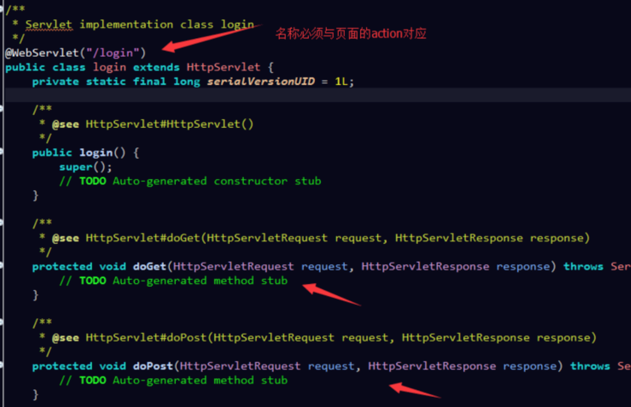 /**
* Servlet implementation class login
*/
@WebServlet("/login")
名称必须与页面的action对应
public class login extends HttpServlet {
private static final long serialVersionUID = 1L;
/**
* @see HttpServlet#HttpServlet()
*/
public login() {
super();
// TODO Auto-generated constructor stub
}
/**
* @see HttpServlet#doGet(HttpServletRequest request, HttpServletResponse response)
*/
protected void doGet(HttpServletRequest request, HttpServletResponse response) throws Ser
// TODO Auto-generated method stub
}
/**
* @see HttpServlet#doPost(HttpServletRequest request, HttpServletResponse response)
*/
protected void doPost(HttpServletRequest request, HttpServletResponse response) throws S
// TODO Auto-generated method stub
}